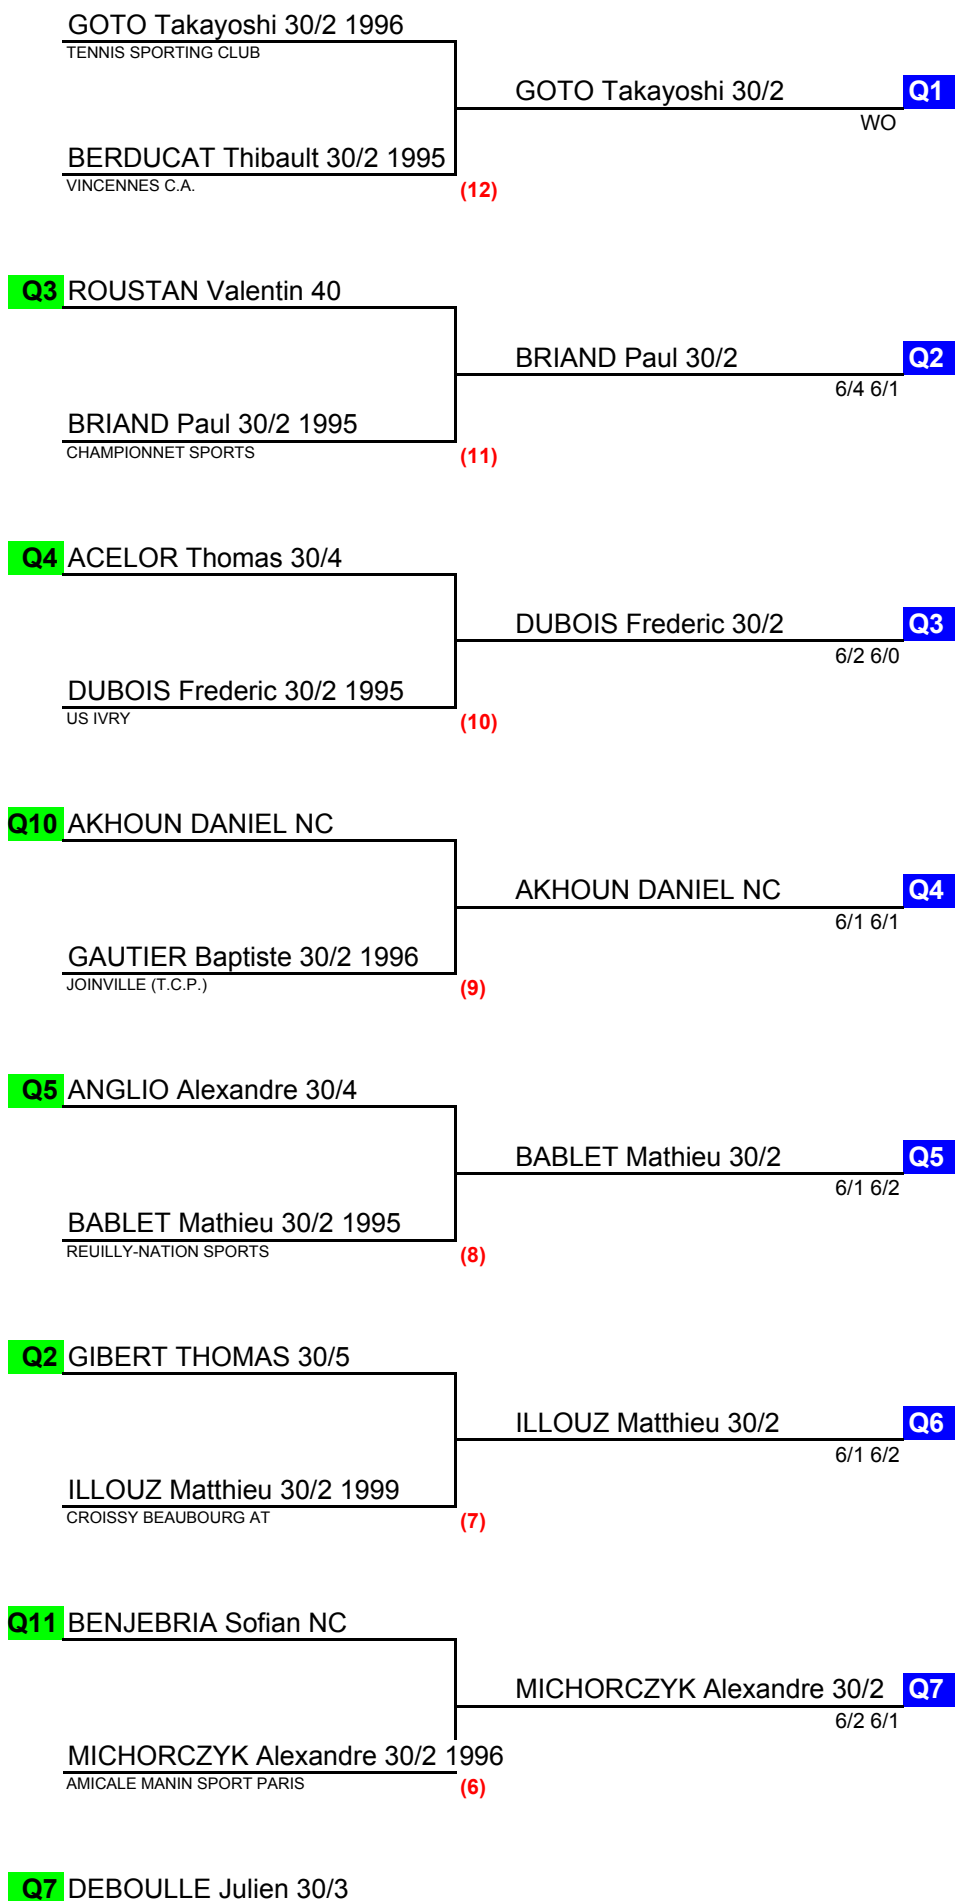 GOTO Takayoshi 30/2 1996
TENNIS SPORTING CLUB
GOTO Takayoshi 30/2 Q1
WO
BERDUCAT Thibault 30/2 1995
VINCENNES C.A.
(12)
Q3 ROUSTAN Valentin 40
BRIAND Paul 30/2 Q2
6/4 6/1
BRIAND Paul 30/2 1995
CHAMPIONNET SPORTS
(11)
Q4 ACELOR Thomas 30/4
DUBOIS Frederic 30/2 Q3
6/2 6/0
DUBOIS Frederic 30/2 1995
US IVRY
(10)
Q10 AKHOUN DANIEL NC
AKHOUN DANIEL NC Q4
6/1 6/1
GAUTIER Baptiste 30/2 1996
JOINVILLE (T.C.P.)
(9)
Q5 ANGLIO Alexandre 30/4
BABLET Mathieu 30/2 Q5
6/1 6/2
BABLET Mathieu 30/2 1995
REUILLY-NATION SPORTS
(8)
Q2 GIBERT THOMAS 30/5
ILLOUZ Matthieu 30/2 Q6
6/1 6/2
ILLOUZ Matthieu 30/2 1999
CROISSY BEAUBOURG AT
(7)
Q11 BENJEBRIA Sofian NC
MICHORCZYK Alexandre 30/2 Q7
6/2 6/1
MICHORCZYK Alexandre 30/2 1996
AMICALE MANIN SPORT PARIS
(6)
Q7 DEBOULLE Julien 30/3